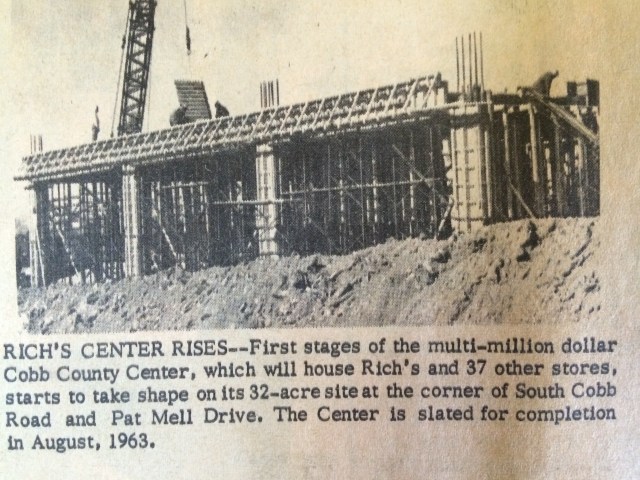 RICH'S CENTER RISES--First stages of the multi-million dollar
Cobb County Center, which will house Rich's and 37 other stores,
starts to take shape on its 32-acre site at the corner of South Cobb
Road and Pat Mell Drive. The Center is slated for completion
in August, 1963.